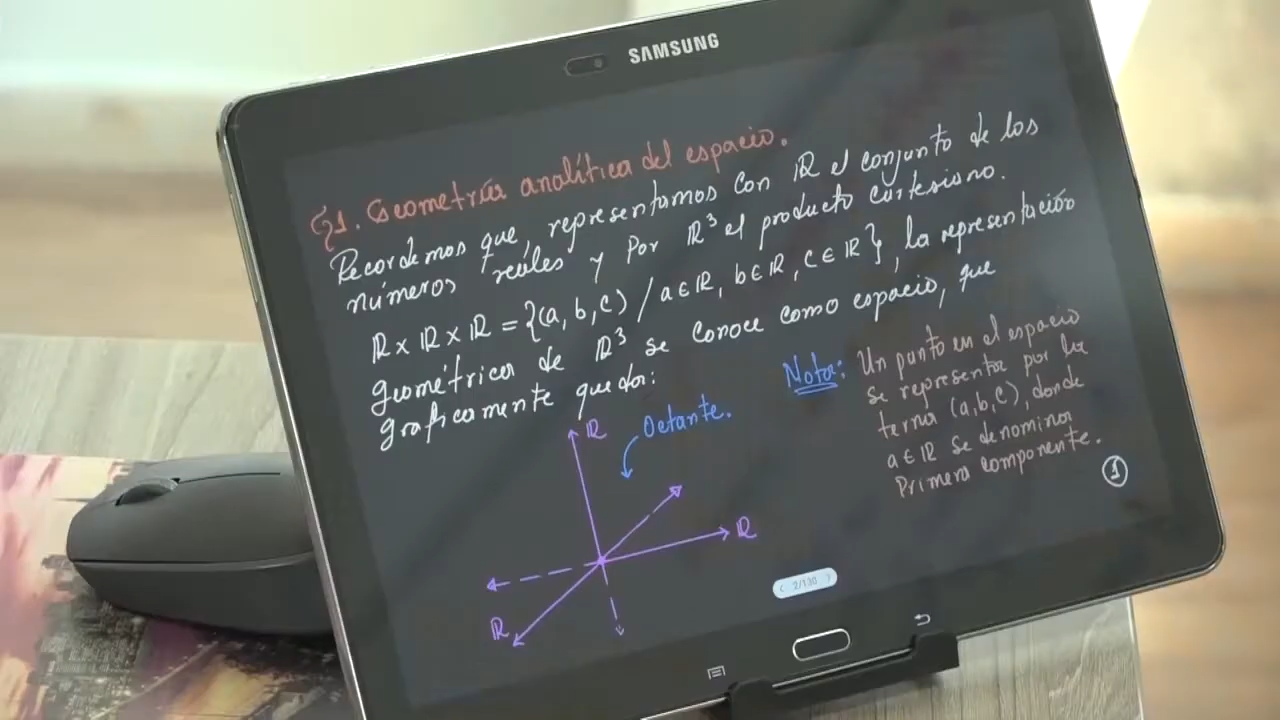 SAMSUNG
§1. Geometría analítica del espacio.
Recordemos que, representamos con ℝ el conjunto de los
números reales y por ℝ³ el producto cartesiano.
ℝ×ℝ×ℝ = {(a,b,c) / a∈ℝ, b∈ℝ, c∈ℝ}, la representación
geométrica de ℝ³, se conoce como espacio, que
graficamente queda:
Nota: Un punto en el espacio
se representa por la
terna (a,b,c), donde
a∈ℝ se denomina
Primera componente.
1
ℝ
Octante.
ℝ
ℝ
2/130